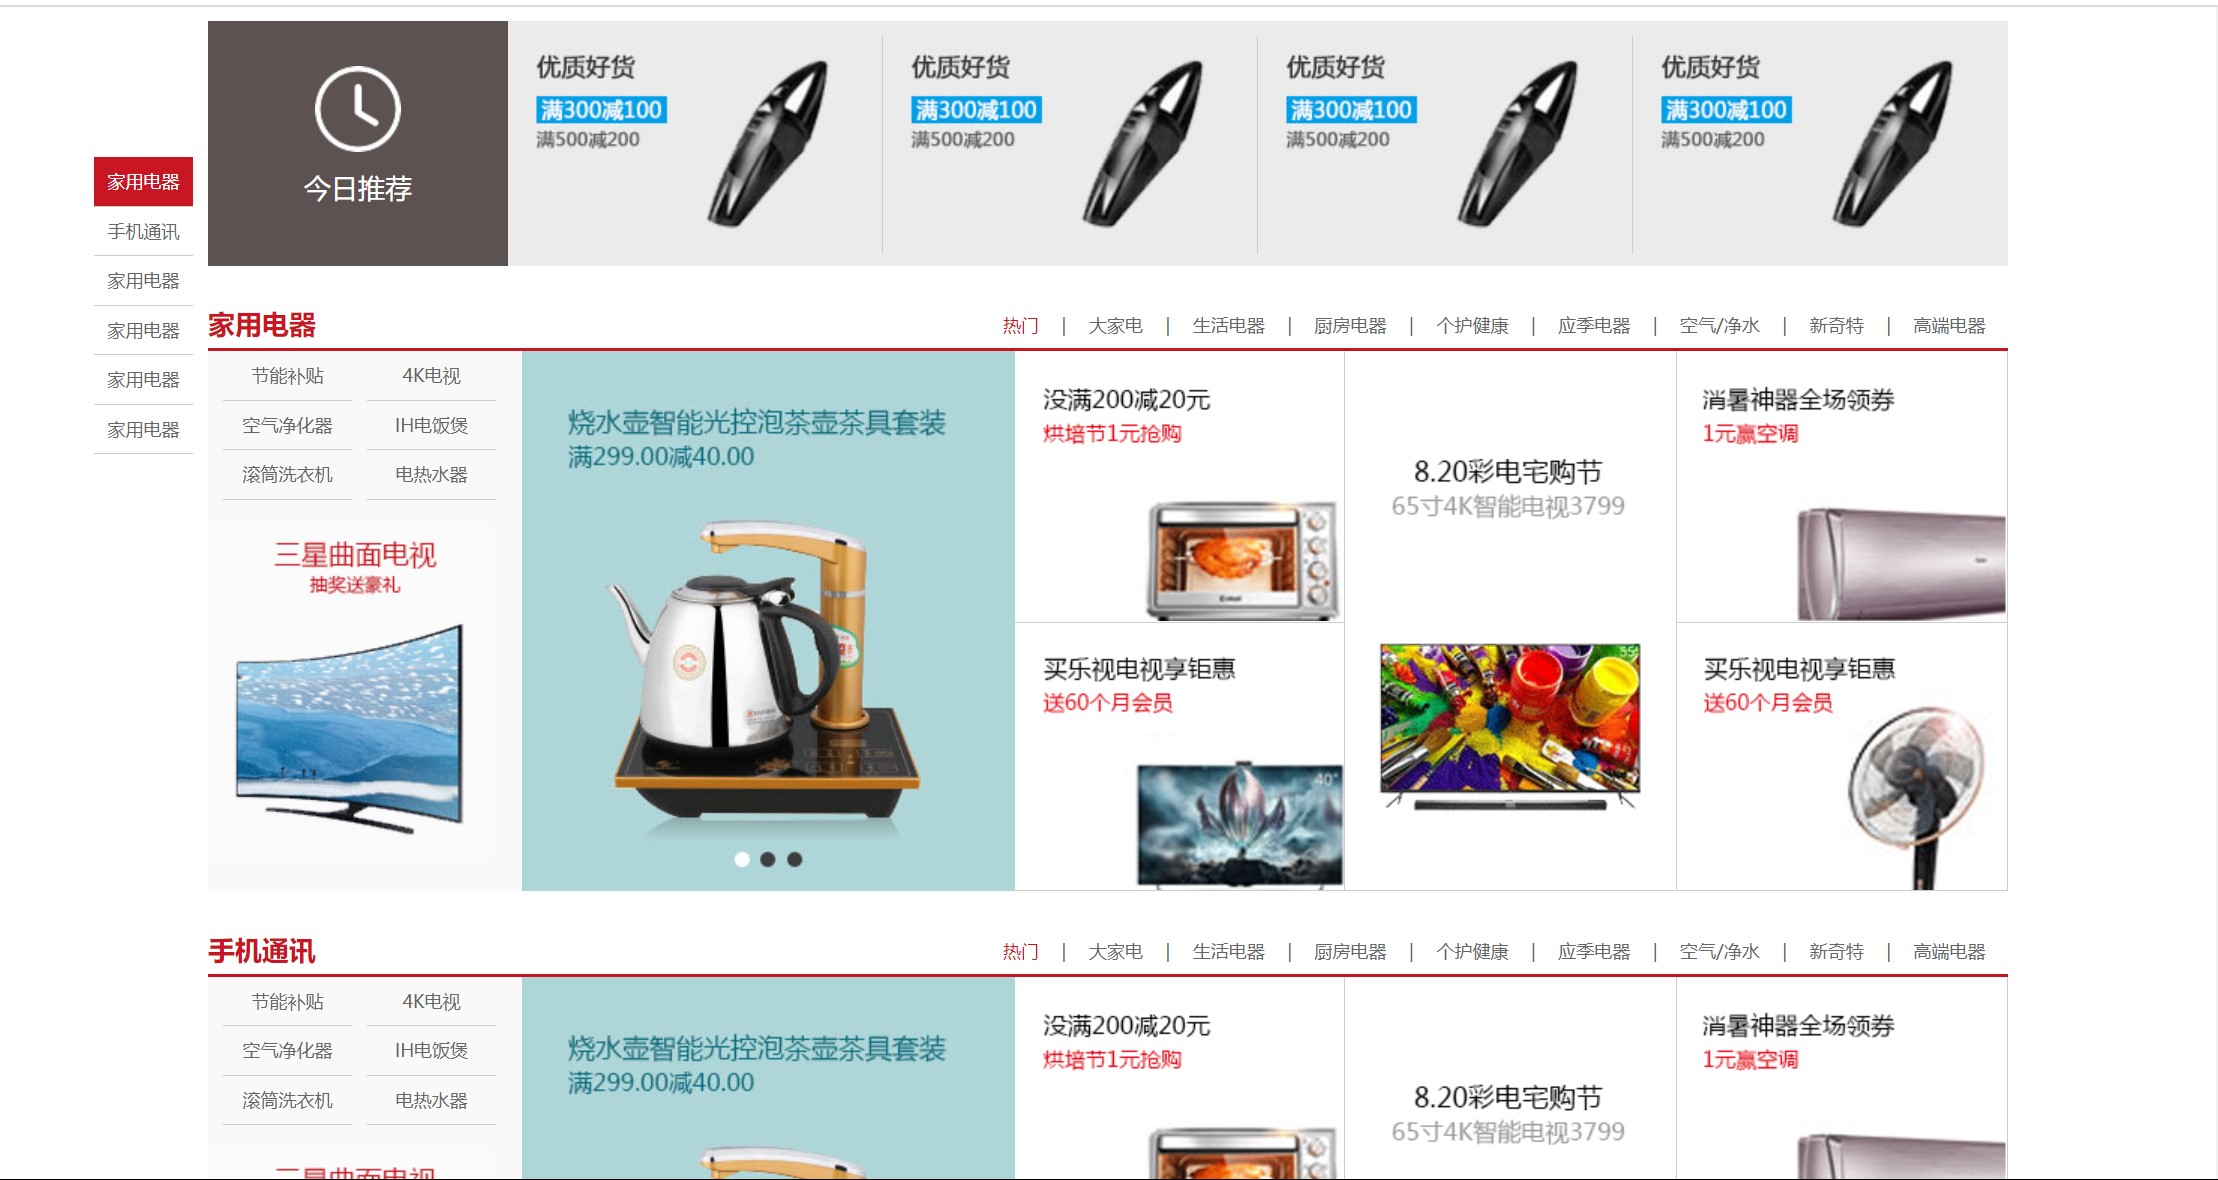 今日推荐
优质好货
满300减100
满500减200
优质好货
满300减100
满500减200
优质好货
满300减100
满500减200
优质好货
满300减100
满500减200
家用电器
手机通讯
家用电器
家用电器
家用电器
家用电器
家用电器
热门 | 大家电 | 生活电器 | 厨房电器 | 个护健康 | 应季电器 | 空气/净水 | 新奇特 | 高端电器
节能补贴 4K电视
空气净化器 IH电饭煲
滚筒洗衣机 电热水器
三星曲面电视
抽奖送豪礼
烧水壶智能光控泡茶壶茶具套装
满299.00减40.00
没满200减20元
烘培节1元抢购
买乐视电视享钜惠
送60个月会员
40"
8.20彩电宅购节
65寸4K智能电视3799
55"
消暑神器全场领券
1元赢空调
买乐视电视享钜惠
送60个月会员
手机通讯
热门 | 大家电 | 生活电器 | 厨房电器 | 个护健康 | 应季电器 | 空气/净水 | 新奇特 | 高端电器
节能补贴 4K电视
空气净化器 IH电饭煲
滚筒洗衣机 电热水器
三星曲面电视
烧水壶智能光控泡茶壶茶具套装
满299.00减40.00
没满200减20元
烘培节1元抢购
8.20彩电宅购节
65寸4K智能电视3799
消暑神器全场领券
1元赢空调